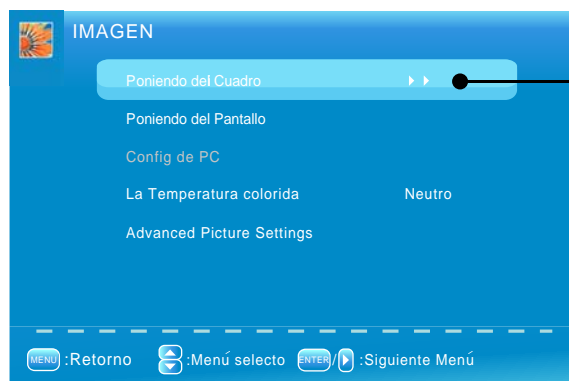 IMAGEN
Poniendo del Cuadro
Poniendo del Pantallo
Config de PC
La Temperatura colorida Neutro
Advanced Picture Settings
MENU :Retorno :Menú selecto ENTER / :Siguiente Menú